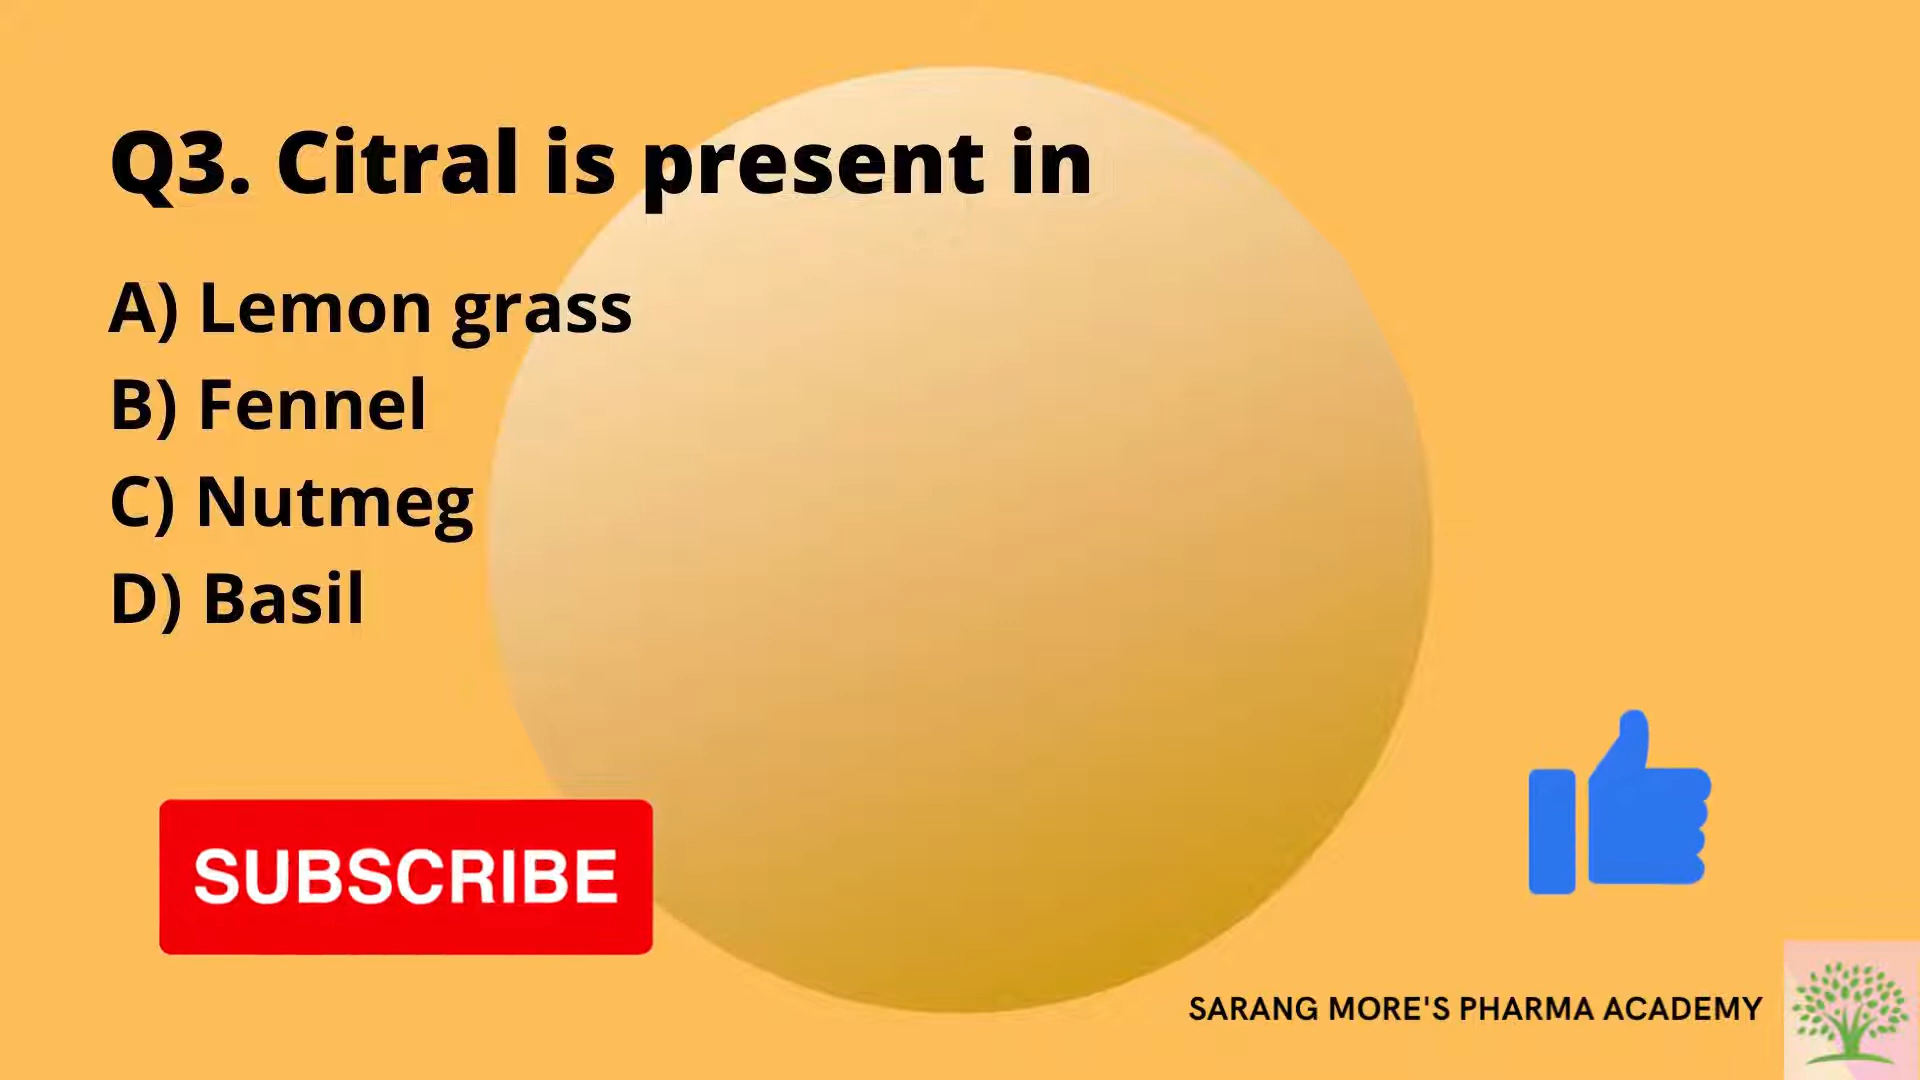 Q3. Citral is present in
A) Lemon grass
B) Fennel
C) Nutmeg
D) Basil
SUBSCRIBE
SARANG MORE'S PHARMA ACADEMY